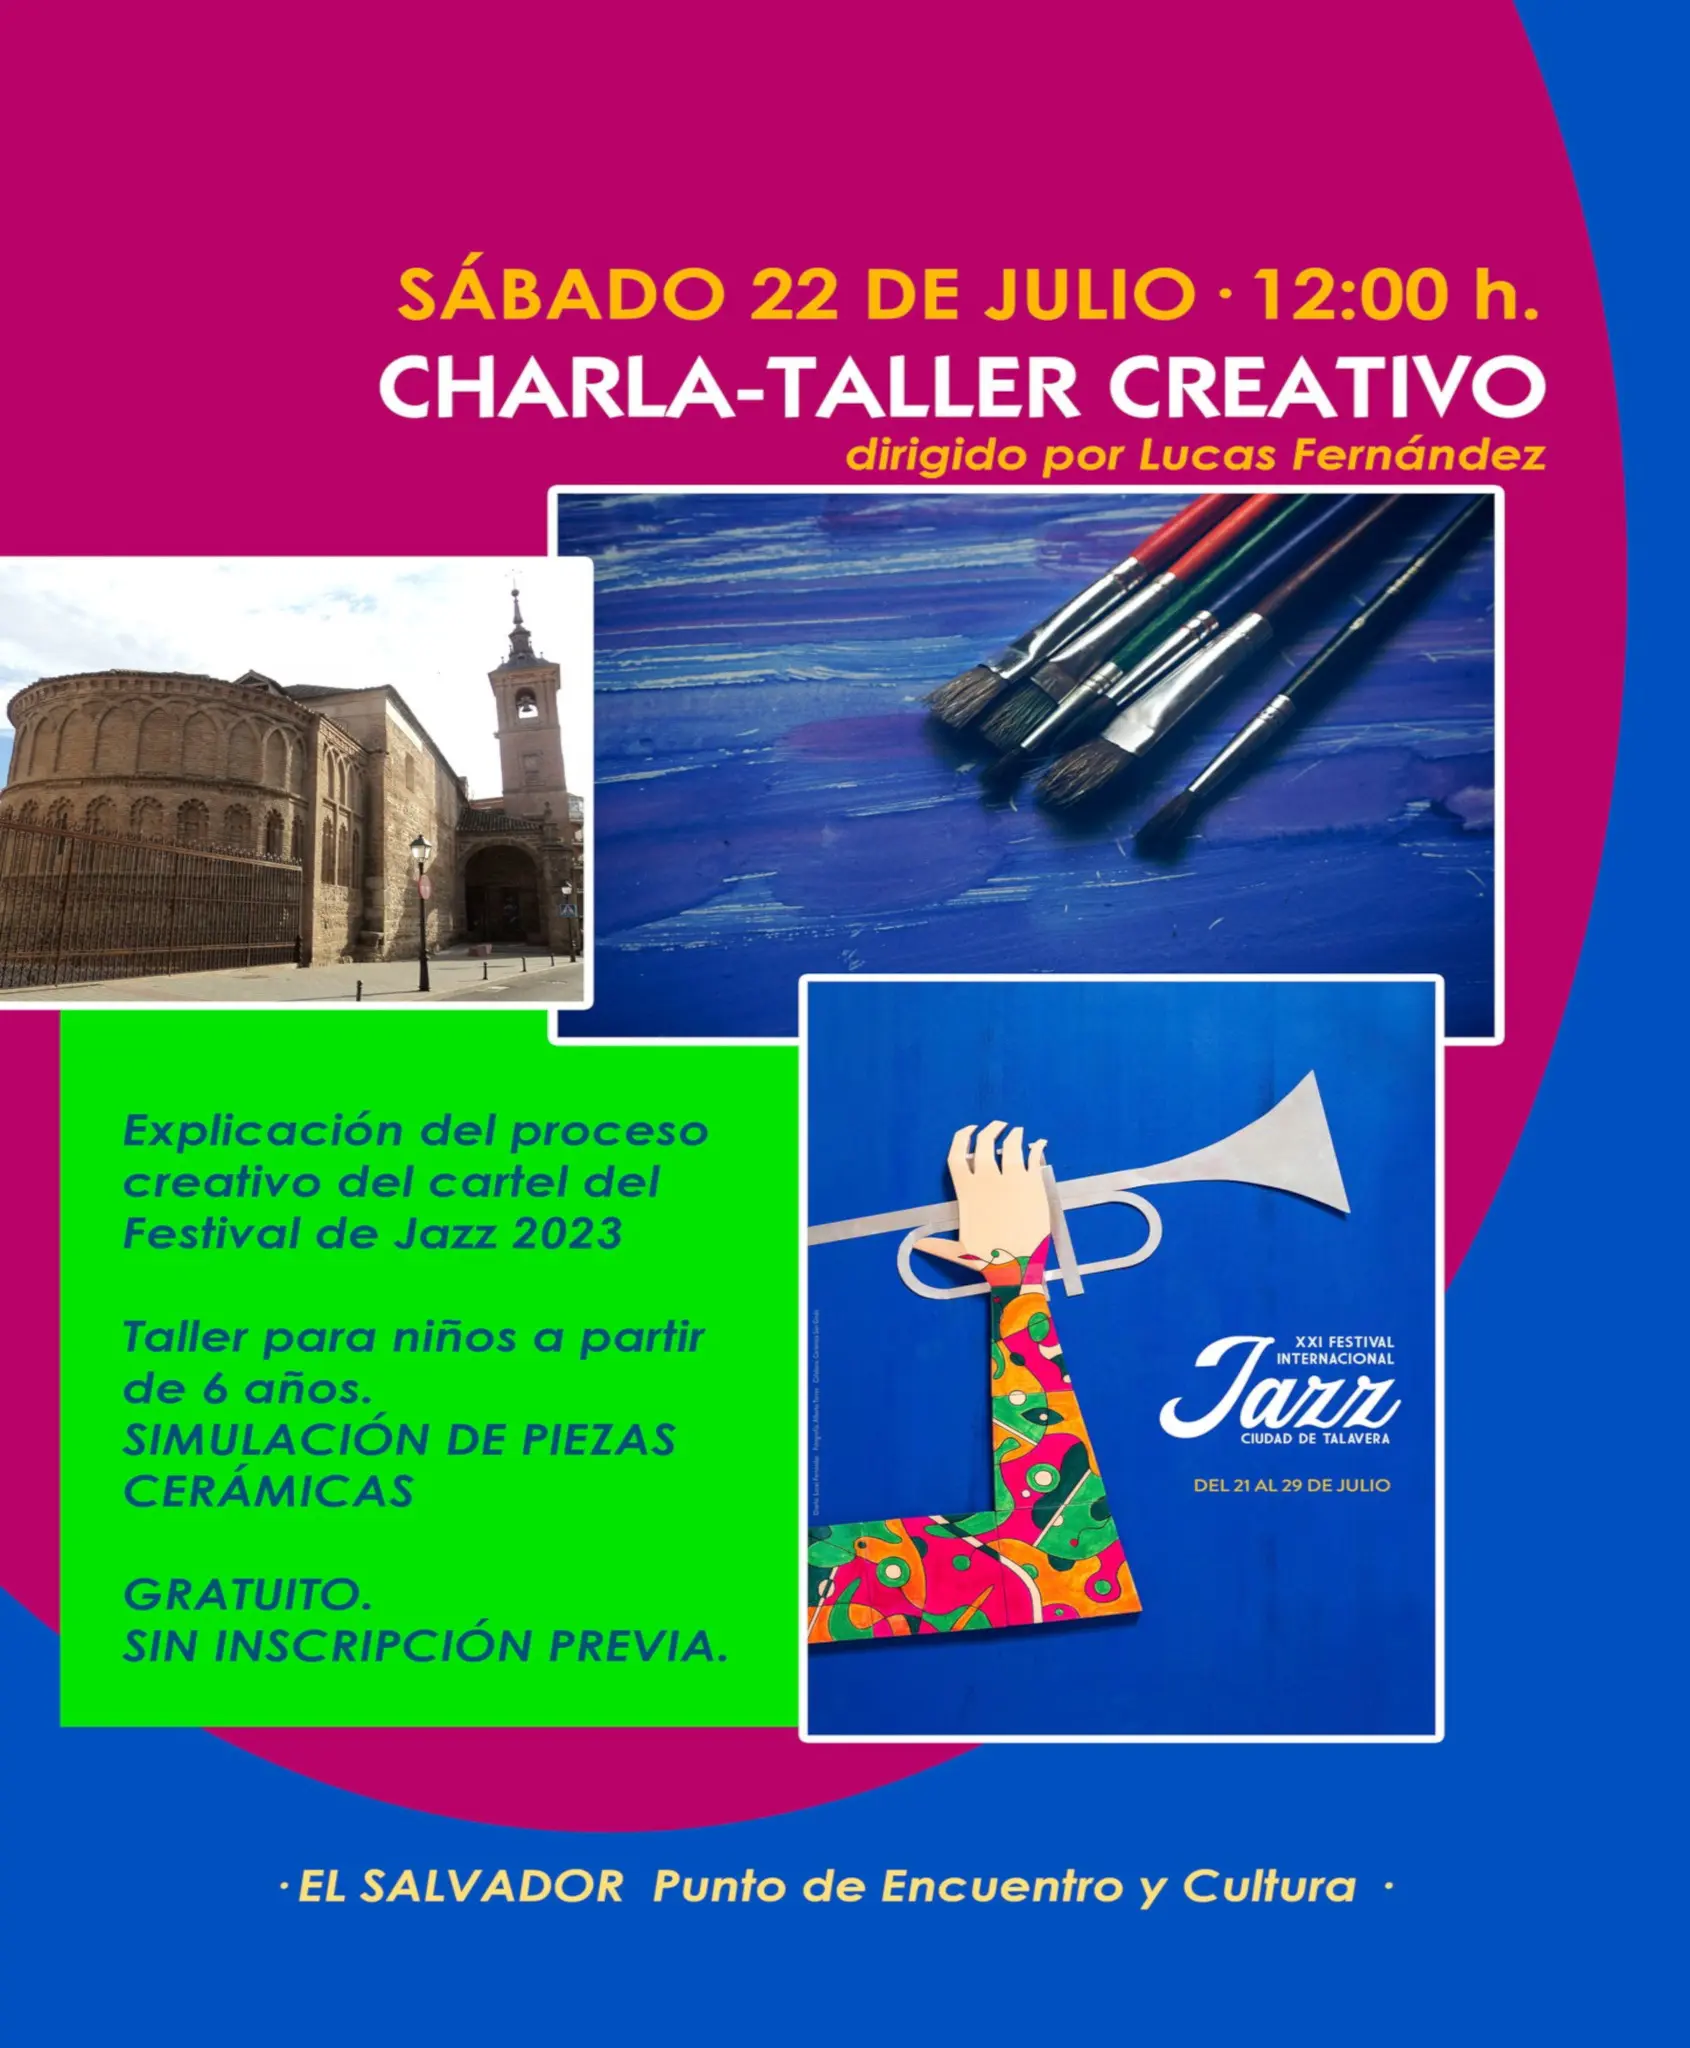 SÁBADO 22 DE JULIO · 12:00 h.
CHARLA-TALLER CREATIVO
dirigido por Lucas Fernández
Explicación del proceso
creativo del cartel del
Festival de Jazz 2023
Taller para niños a partir
de 6 años.
SIMULACIÓN DE PIEZAS
CERÁMICAS
GRATUITO.
SIN INSCRIPCIÓN PREVIA.
XXI FESTIVAL
INTERNACIONAL
Jazz
CIUDAD DE TALAVERA
DEL 21 AL 29 DE JULIO
· EL SALVADOR Punto de Encuentro y Cultura ·